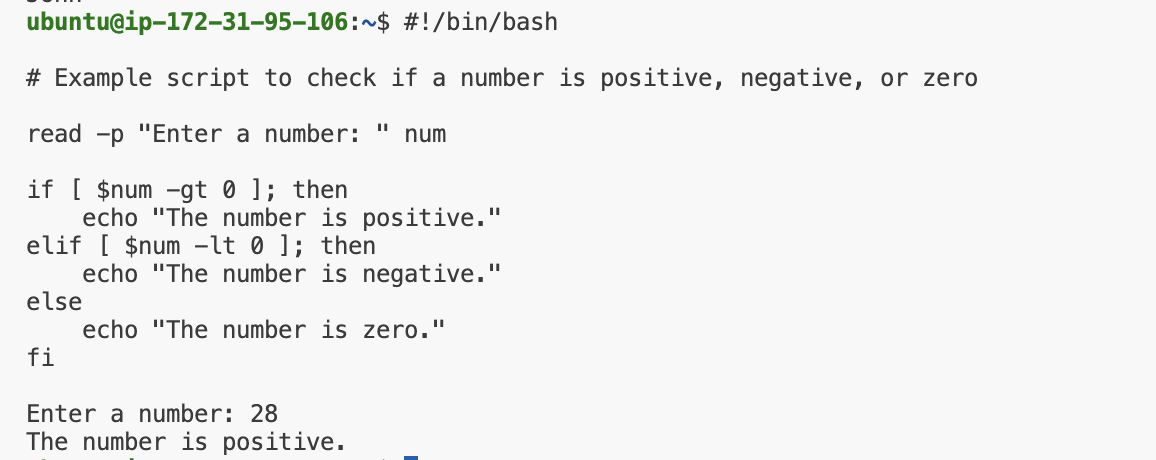 ubuntu@ip-172-31-95-106:~$ #!/bin/bash
# Example script to check if a number is positive, negative, or zero
read -p "Enter a number: " num
if [ $num -gt 0 ]; then
    echo "The number is positive."
elif [ $num -lt 0 ]; then
    echo "The number is negative."
else
    echo "The number is zero."
fi
Enter a number: 28
The number is positive.